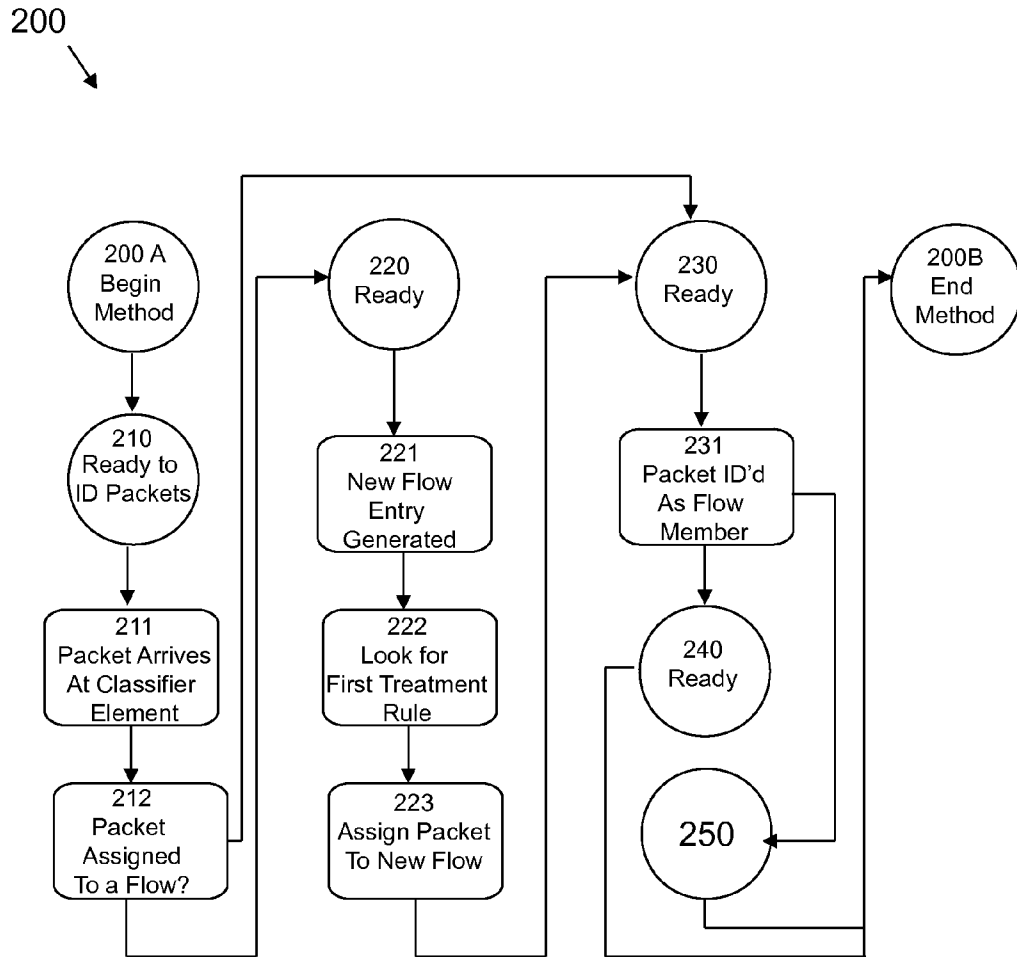 200
200 A
Begin
Method
210
Ready to
ID Packets
211
Packet Arrives
At Classifier
Element
212
Packet
Assigned
To a Flow?
220
Ready
221
New Flow
Entry
Generated
222
Look for
First Treatment
Rule
223
Assign Packet
To New Flow
230
Ready
231
Packet ID'd
As Flow
Member
240
Ready
250
200B
End
Method